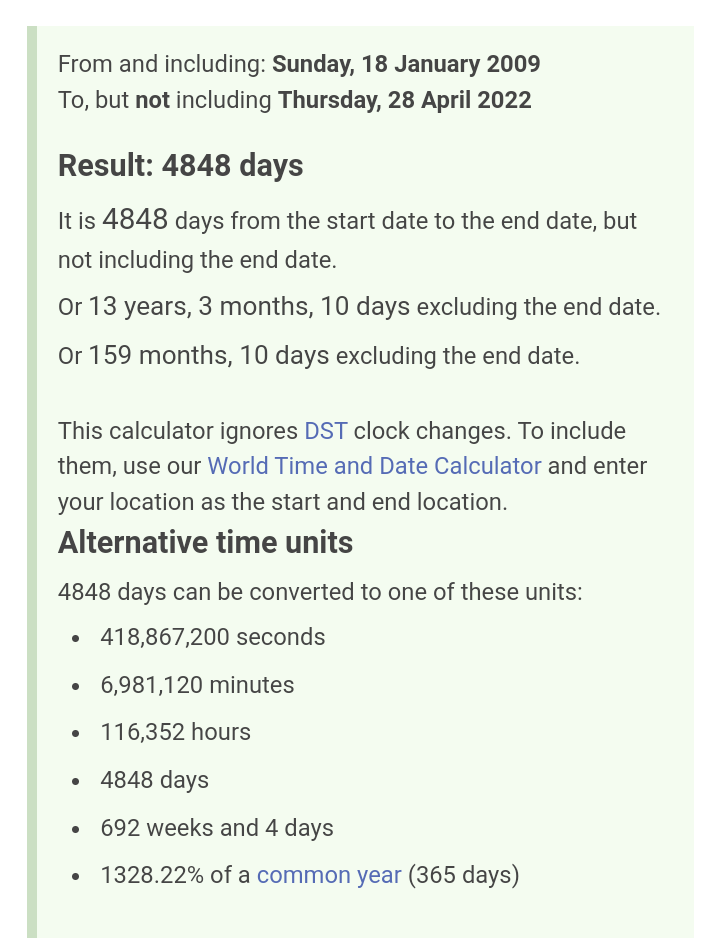 From and including: Sunday, 18 January 2009
To, but not including Thursday, 28 April 2022
Result: 4848 days
It is 4848 days from the start date to the end date, but
not including the end date.
Or 13 years, 3 months, 10 days excluding the end date.
Or 159 months, 10 days excluding the end date.
This calculator ignores DST clock changes. To include
them, use our World Time and Date Calculator and enter
your location as the start and end location.
Alternative time units
4848 days can be converted to one of these units:
• 418,867,200 seconds
• 6,981,120 minutes
• 116,352 hours
• 4848 days
• 692 weeks and 4 days
• 1328.22% of a common year (365 days)